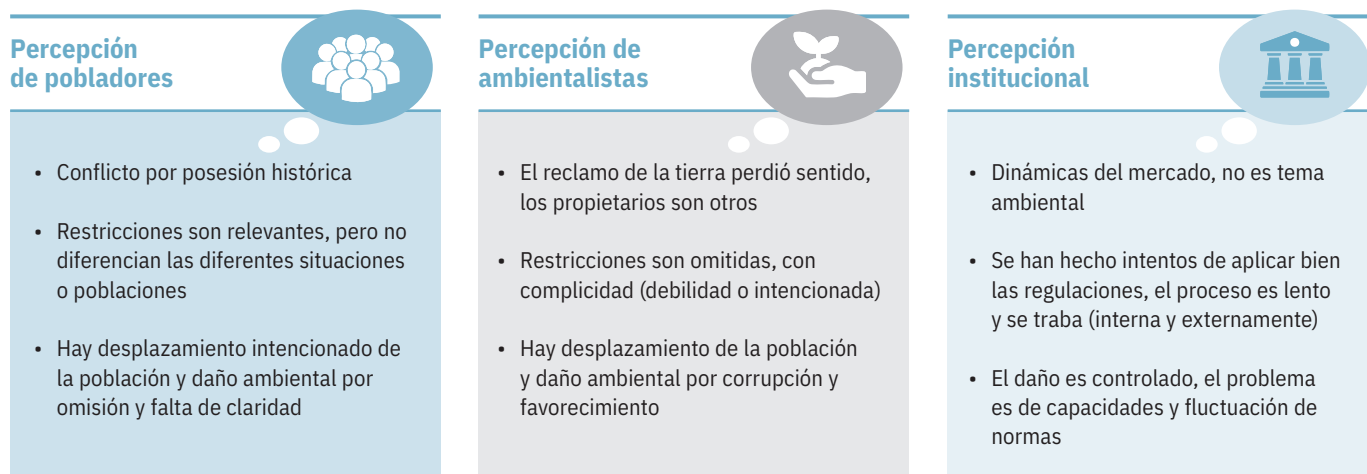 Percepción
de pobladores
• Conflicto por posesión histórica
• Restricciones son relevantes, pero no
diferencian las diferentes situaciones
o poblaciones
• Hay desplazamiento intencionado de
la población y daño ambiental por
omisión y falta de claridad
Percepción de
ambientalistas
• El reclamo de la tierra perdió sentido,
los propietarios son otros
• Restricciones son omitidas, con
complicidad (debilidad o intencionada)
• Hay desplazamiento de la población
y daño ambiental por corrupción y
favorecimiento
Percepción
institucional
• Dinámicas del mercado, no es tema
ambiental
• Se han hecho intentos de aplicar bien
las regulaciones, el proceso es lento
y se traba (interna y externamente)
• El daño es controlado, el problema
es de capacidades y fluctuación de
normas